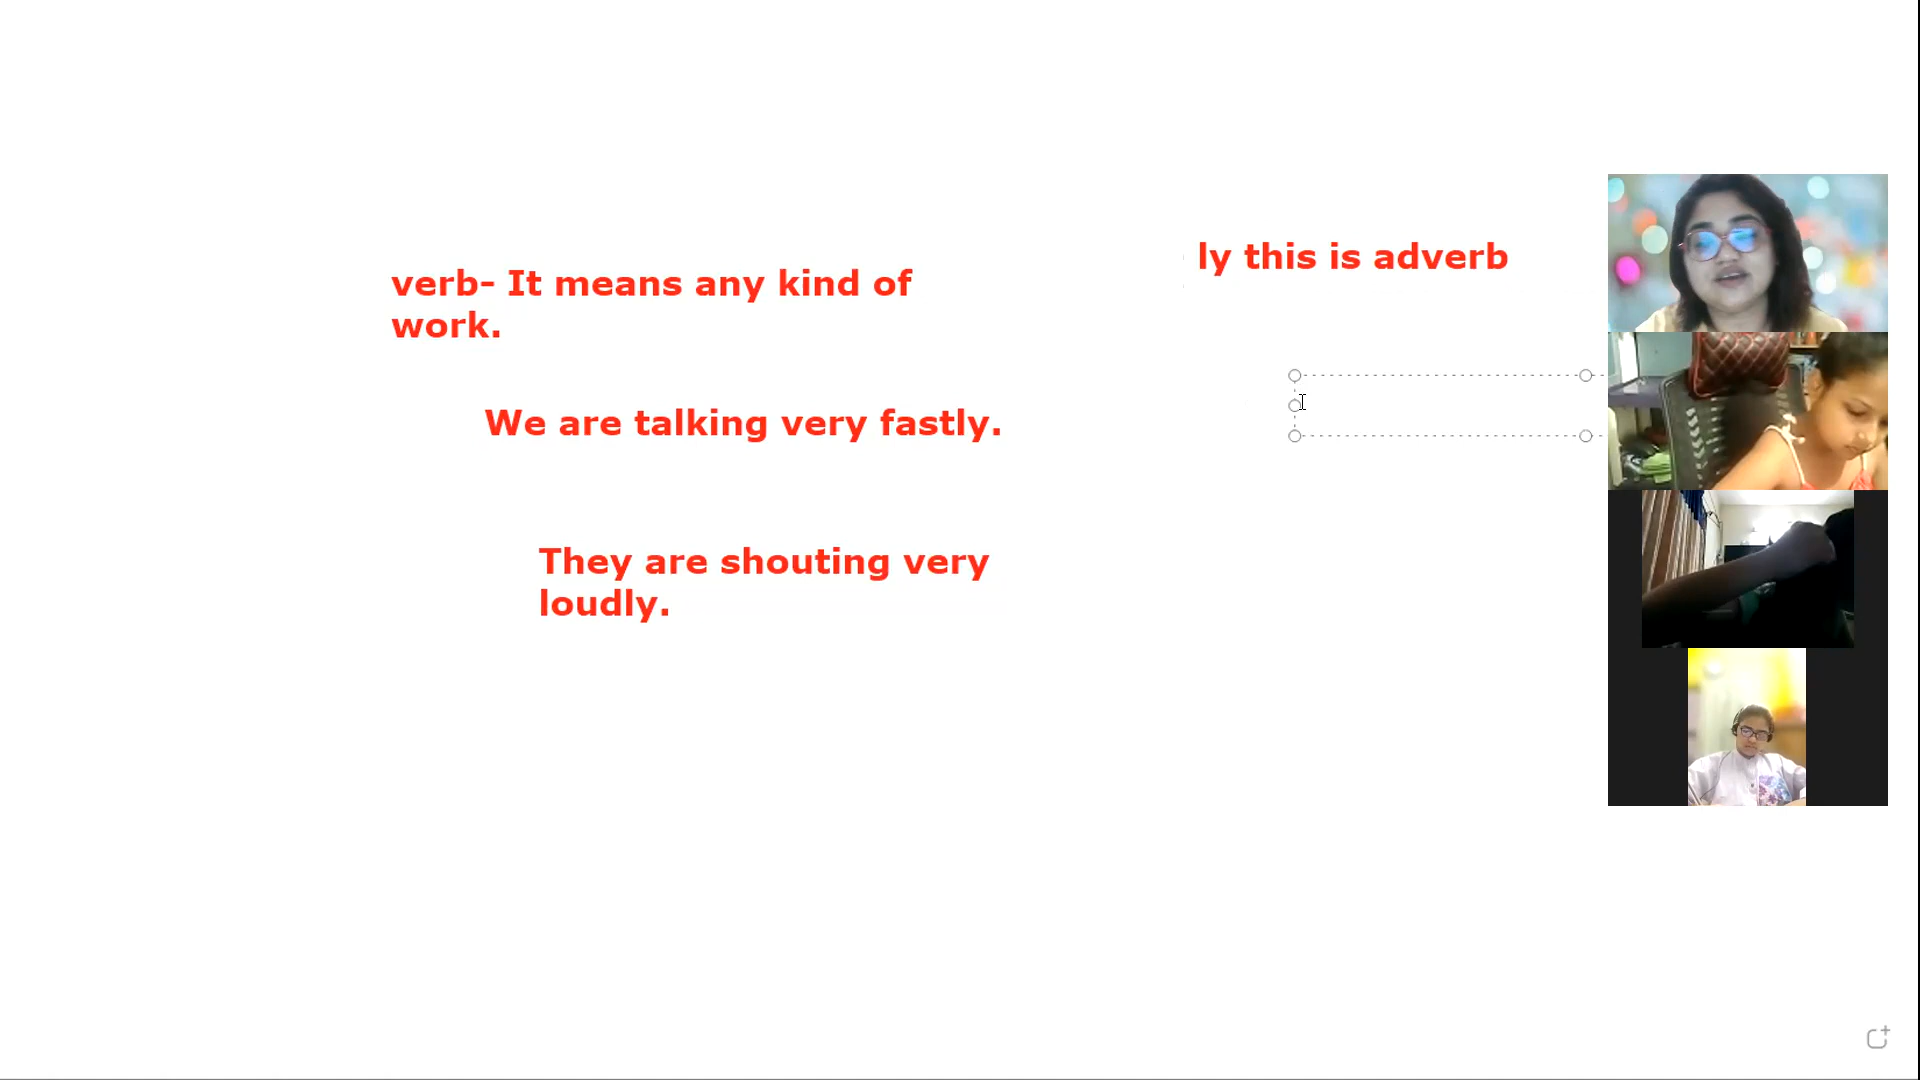 verb- It means any kind of
work.
ly this is adverb
We are talking very fastly.
They are shouting very
loudly.